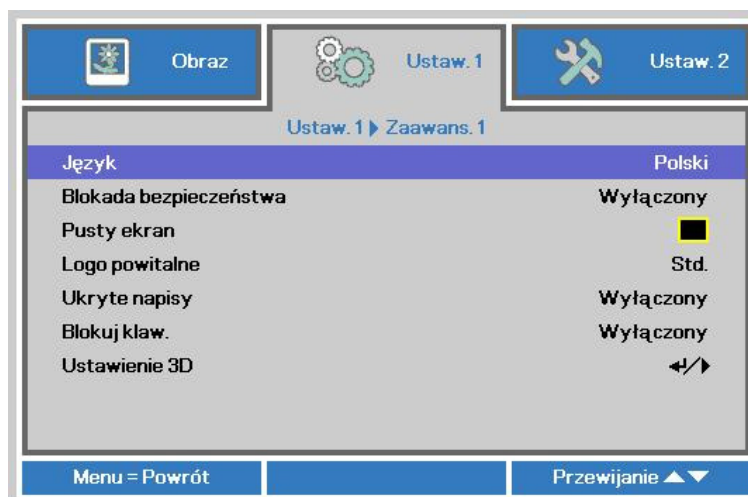 Obraz
Ustaw. 1
Ustaw. 2
Ustaw. 1 Zaawans. 1
Język Polski
Blokada bezpieczeństwa Wyłączony
Pusty ekran
Logo powitalne Std.
Ukryte napisy Wyłączony
Blokuj klaw. Wyłączony
Ustawienie 3D
Menu = Powrót Przewijanie